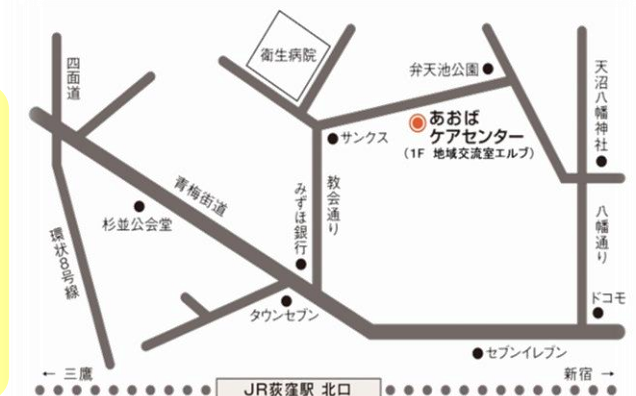 衛生病院
四面道
弁天池公園
天沼八幡神社
あおば
ケアセンター
(1F 地域交流室エルブ)
サンクス
青梅街道
杉並公会堂
みずほ銀行
教会通り
八幡通り
環状8号線
タウンセブン
ドコモ
セブンイレブン
← 三鷹
新宿 →
JR荻窪駅 北口